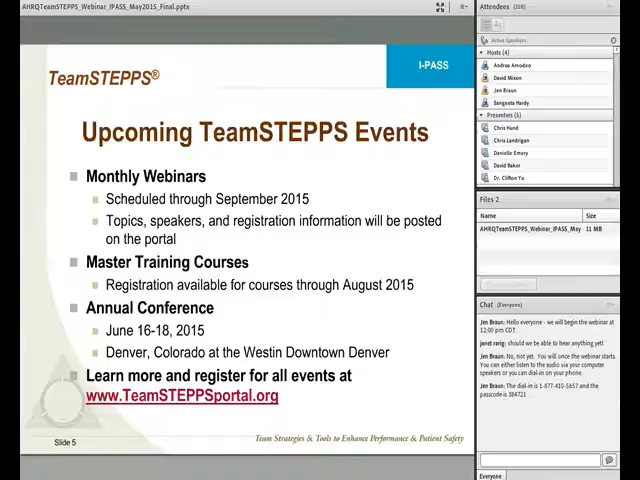 AHRQTeamSTEPPS_Webinar_IPASS_May2015_Final.pptx
TeamSTEPPS®
I-PASS
Upcoming TeamSTEPPS Events
Monthly Webinars
Scheduled through September 2015
Topics, speakers, and registration information will be posted
on the portal
Master Training Courses
Registration available for courses through August 2015
Annual Conference
June 16-18, 2015
Denver, Colorado at the Westin Downtown Denver
Learn more and register for all events at
www.TeamSTEPPSportal.org
Slide 5
Team Strategies & Tools to Enhance Performance & Patient Safety
Attendees (298)
Active Speakers
Hosts (4)
Andrea Amodeo
David Mixon
Jen Braun
Sangeeta Hardy
Presenters (5)
Chris Hund
Chris Landrigan
Danielle Emery
David Baker
Dr. Clifton Yu
Files 2
Name Size
AHRQTeamSTEPPS_Webinar_IPASS_May 11 MB
Chat (Everyone)
Jen Braun: Hello everyone - we will begin the webinar at
12:00 pm CDT.
janet rarig: should we be able to hear anything yet?
Jen Braun: No, not yet. You will once the webinar starts.
You can either listen to the audio via your computer
speakers or you can dial-in on your phone.
Jen Braun: The dial-in is 1-877-410-5657 and the
passcode is 384721 .
Everyone